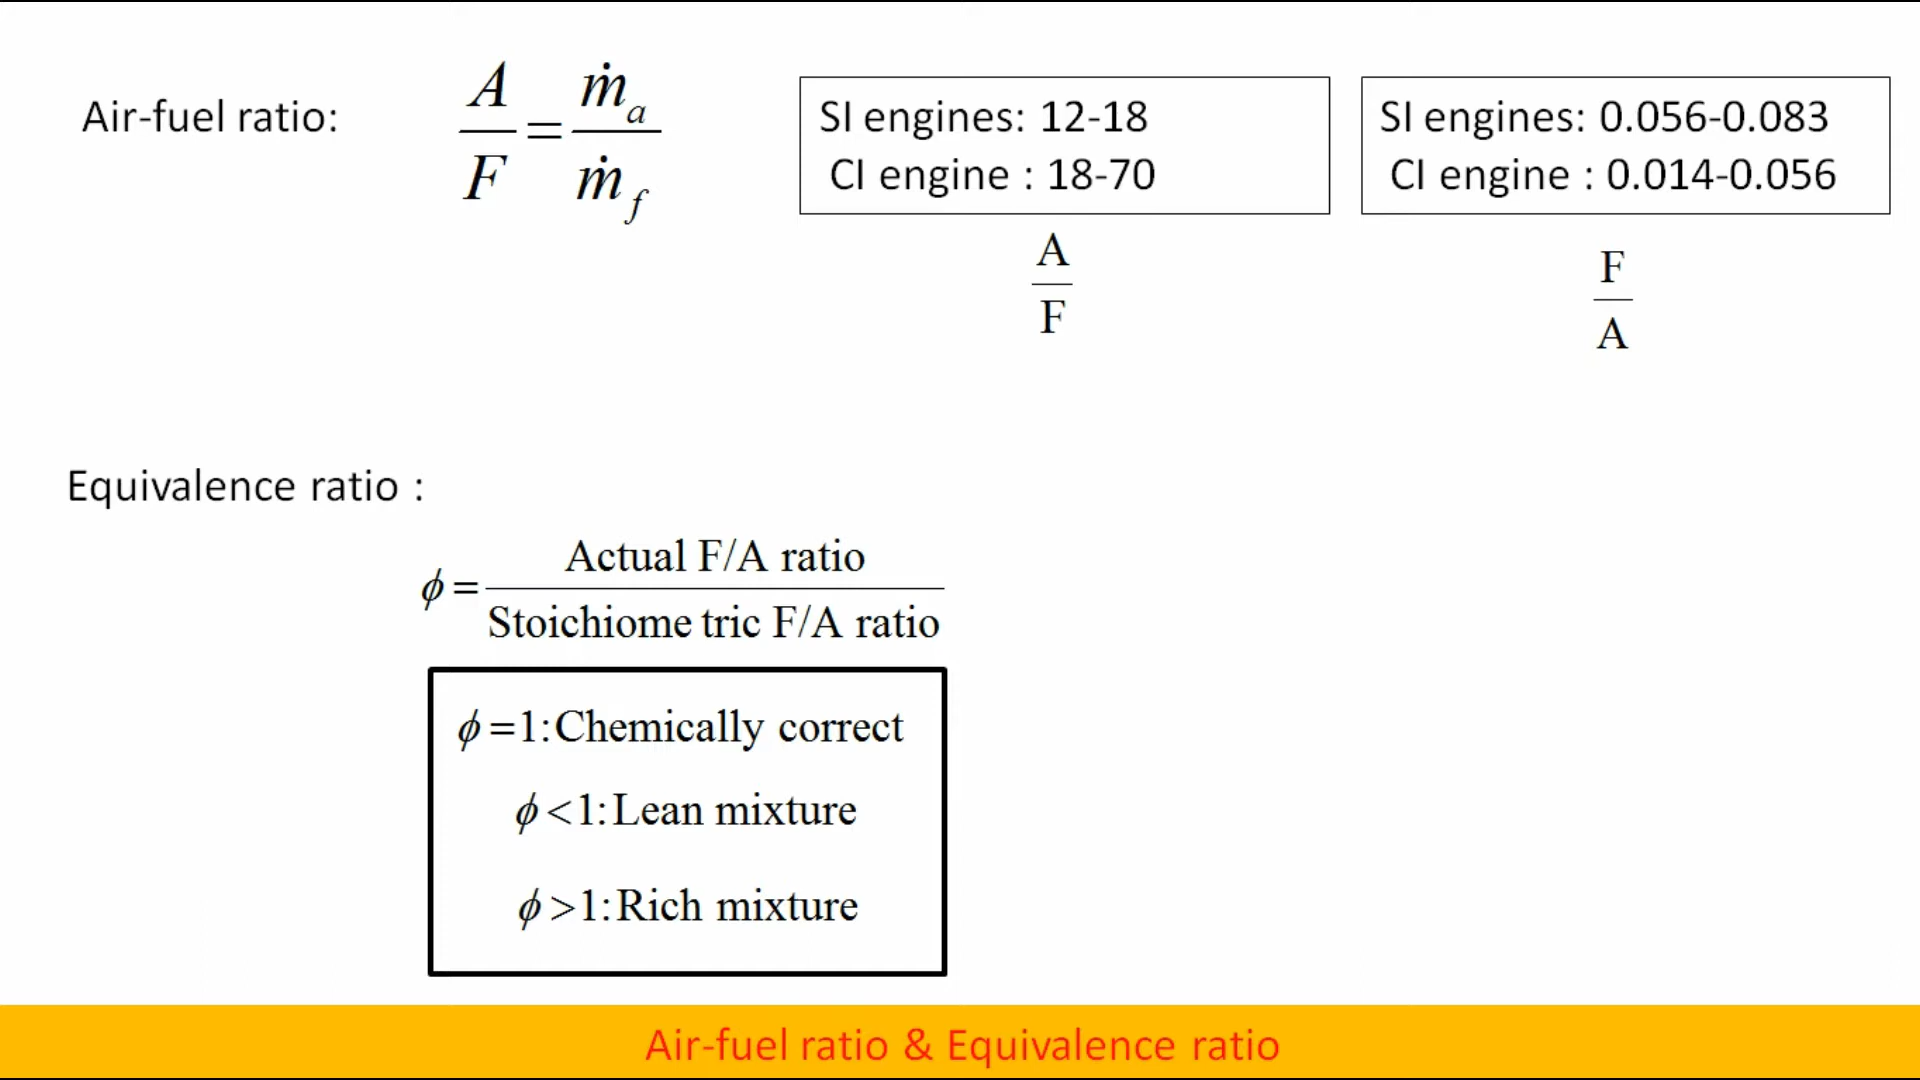 Air-fuel ratio:
A/F = ṁₐ/ṁ_f
SI engines: 12-18
CI engine : 18-70
A
F
SI engines: 0.056-0.083
CI engine : 0.014-0.056
F
A
Equivalence ratio :
ϕ = Actual F/A ratio
Stoichiome tric F/A ratio
ϕ =1: Chemically correct
ϕ <1: Lean mixture
ϕ >1: Rich mixture
Air-fuel ratio & Equivalence ratio